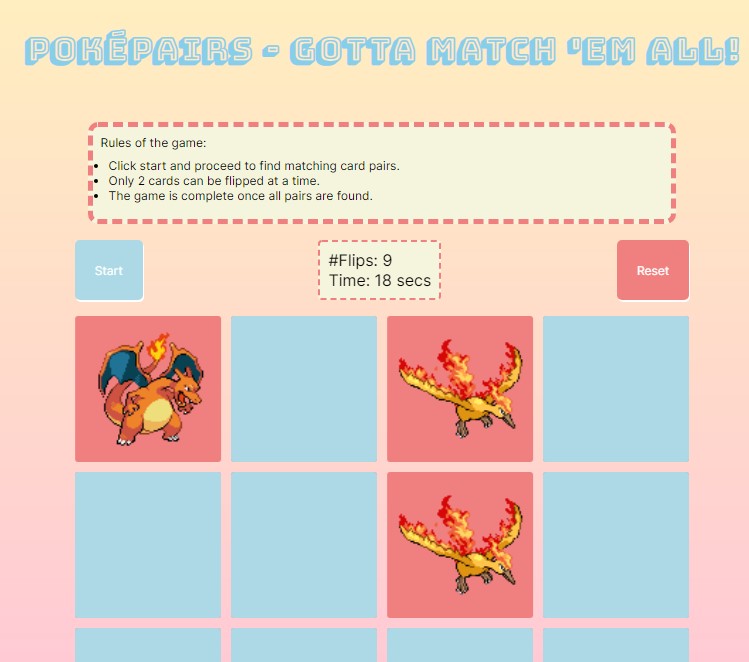 POKÉPAIRS - GOTTA MATCH 'EM ALL!
Rules of the game:
Click start and proceed to find matching card pairs.
Only 2 cards can be flipped at a time.
The game is complete once all pairs are found.
Start
#Flips: 9
Time: 18 secs
Reset